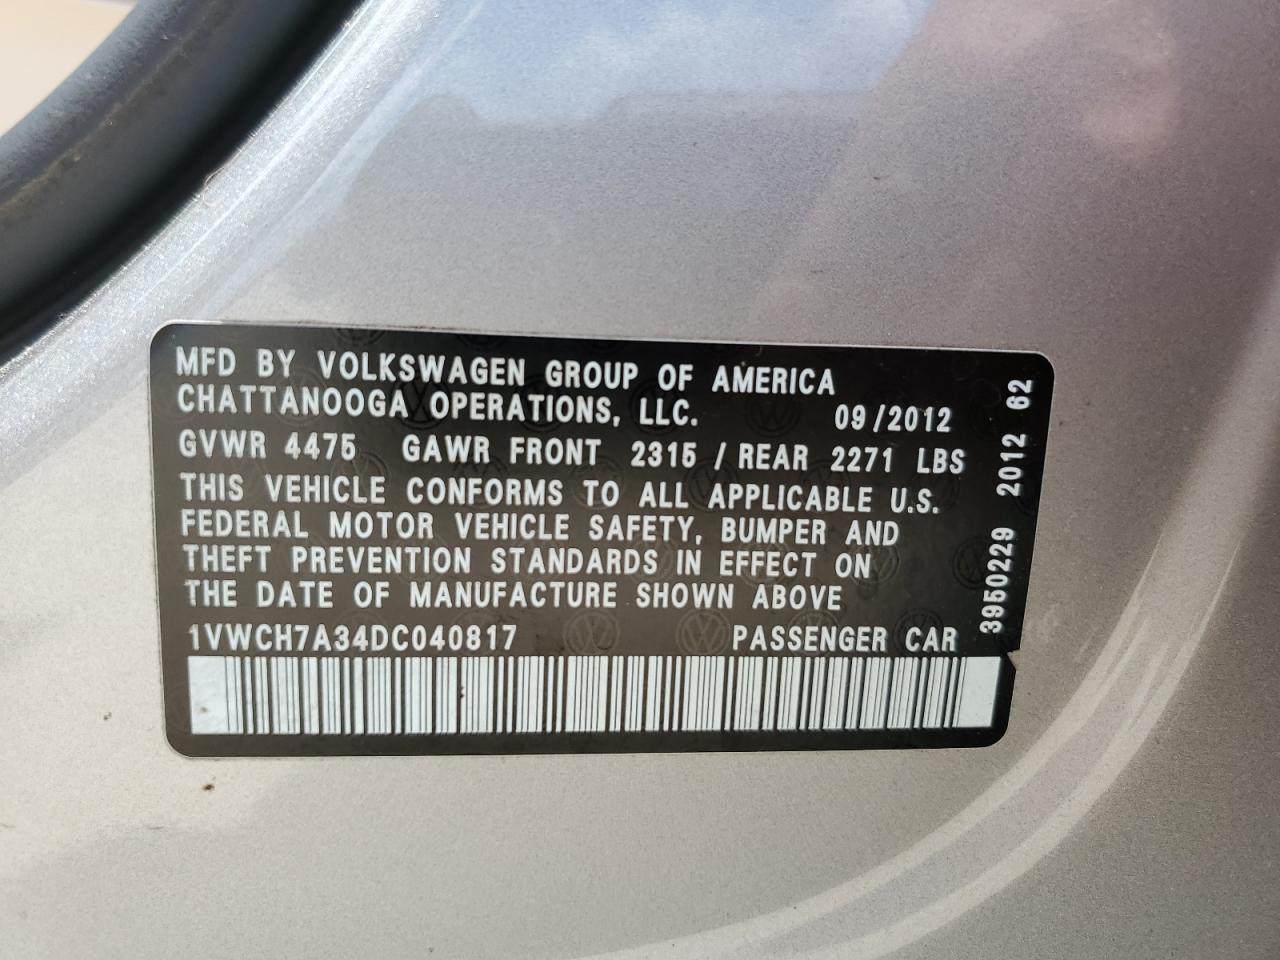 MFD BY VOLKSWAGEN GROUP OF AMERICA
CHATTANOOGA OPERATIONS, LLC. 09/2012
GVWR 4475 GAWR FRONT 2315 / REAR 2271 LBS
THIS VEHICLE CONFORMS TO ALL APPLICABLE U.S.
FEDERAL MOTOR VEHICLE SAFETY, BUMPER AND
THEFT PREVENTION STANDARDS IN EFFECT ON
THE DATE OF MANUFACTURE SHOWN ABOVE
1VWCH7A34DC040817 PASSENGER CAR
3950229 2012 62